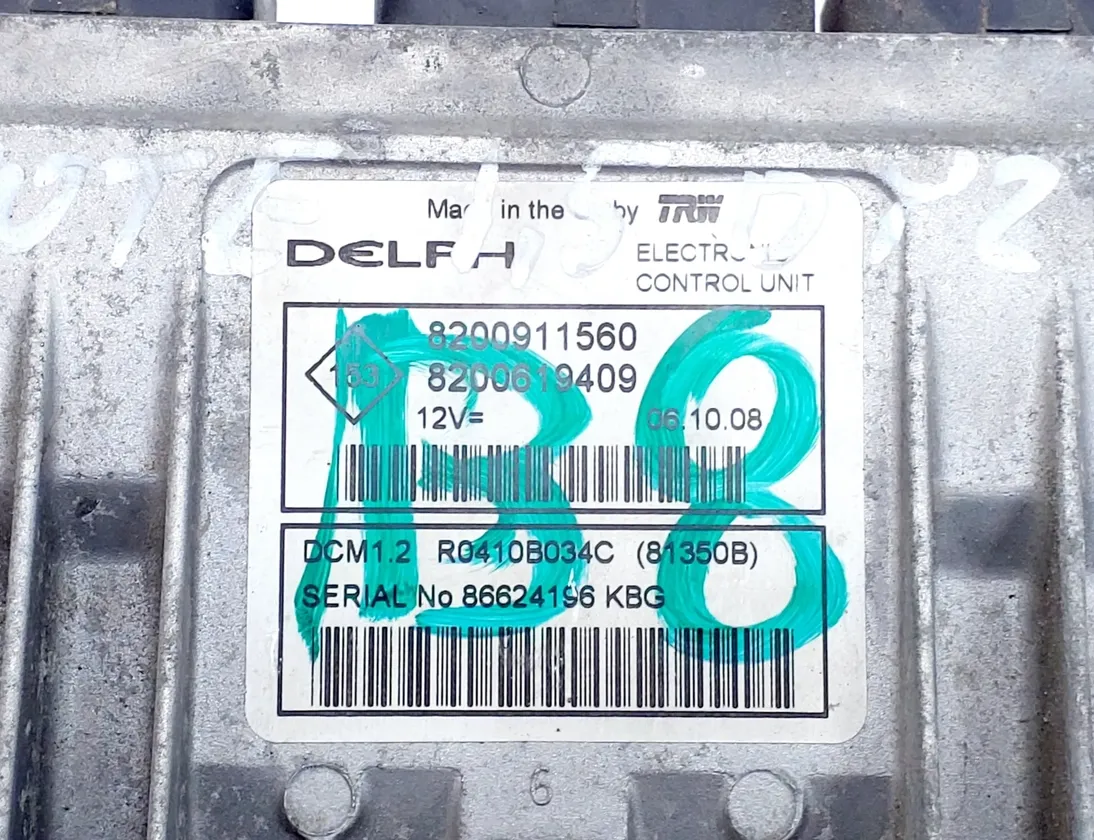 Made in the by TRW
DELPHI
ELECTRONIC
CONTROL UNIT
8200911560
163
8200619409
12V=
06.10.08
B8
DCM1.2 R0410B034C (81350B)
SERIAL No 86624196 KBG
6